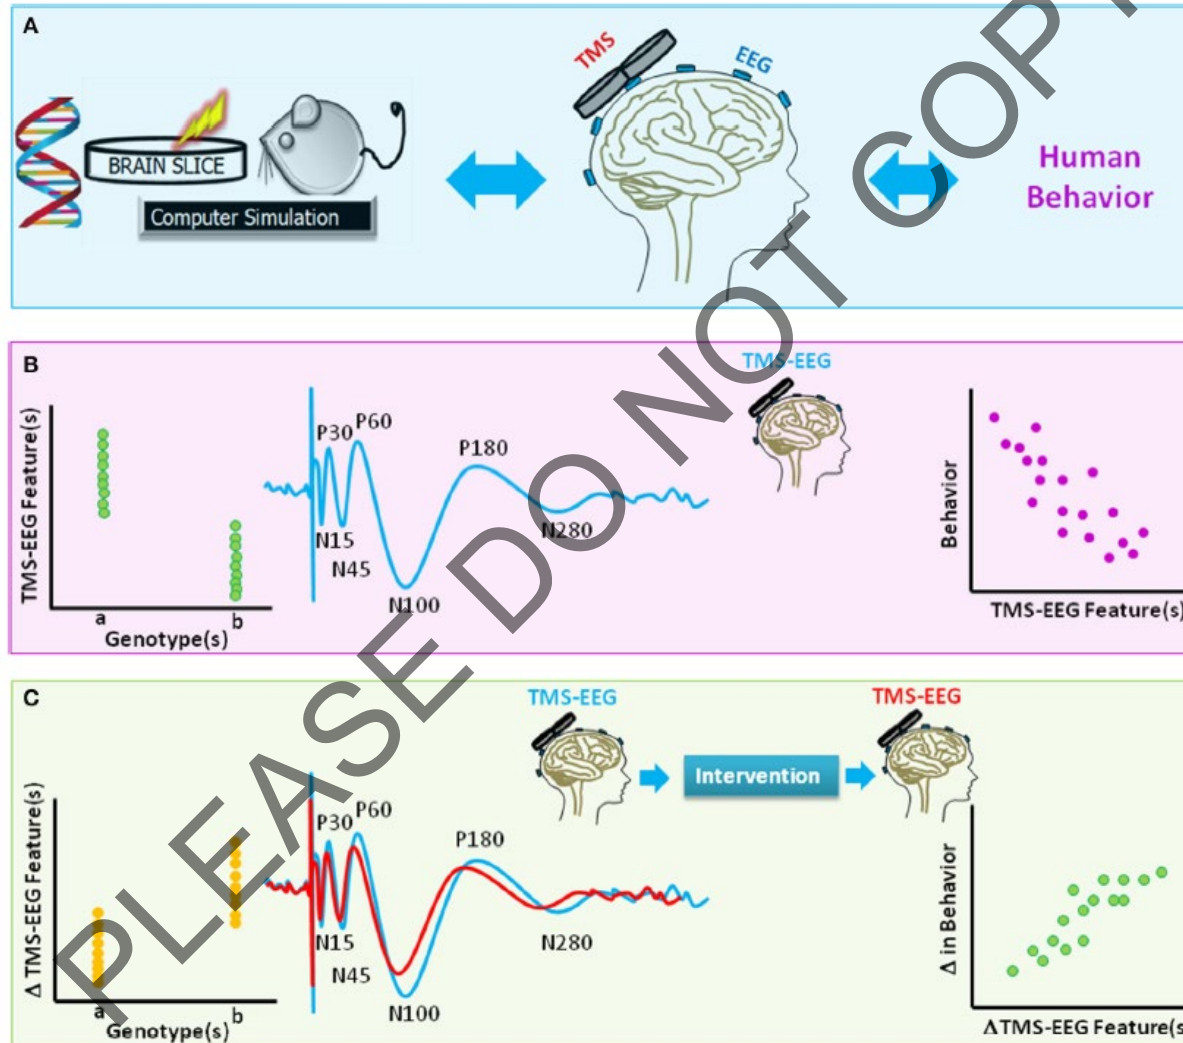 A
TMS
EEG
BRAIN SLICE
Computer Simulation
Human
Behavior
B
TMS-EEG Feature(s)
a
b
Genotype(s)
P30
P60
N15
N45
N100
P180
N280
TMS-EEG
Behavior
TMS-EEG Feature(s)
C
TMS-EEG
Intervention
TMS-EEG
Δ TMS-EEG Feature(s)
a
b
Genotype(s)
P30
P60
N15
N45
N100
P180
N280
Δ in Behavior
ΔTMS-EEG Feature(s)
PLEASE DO NOT COPY